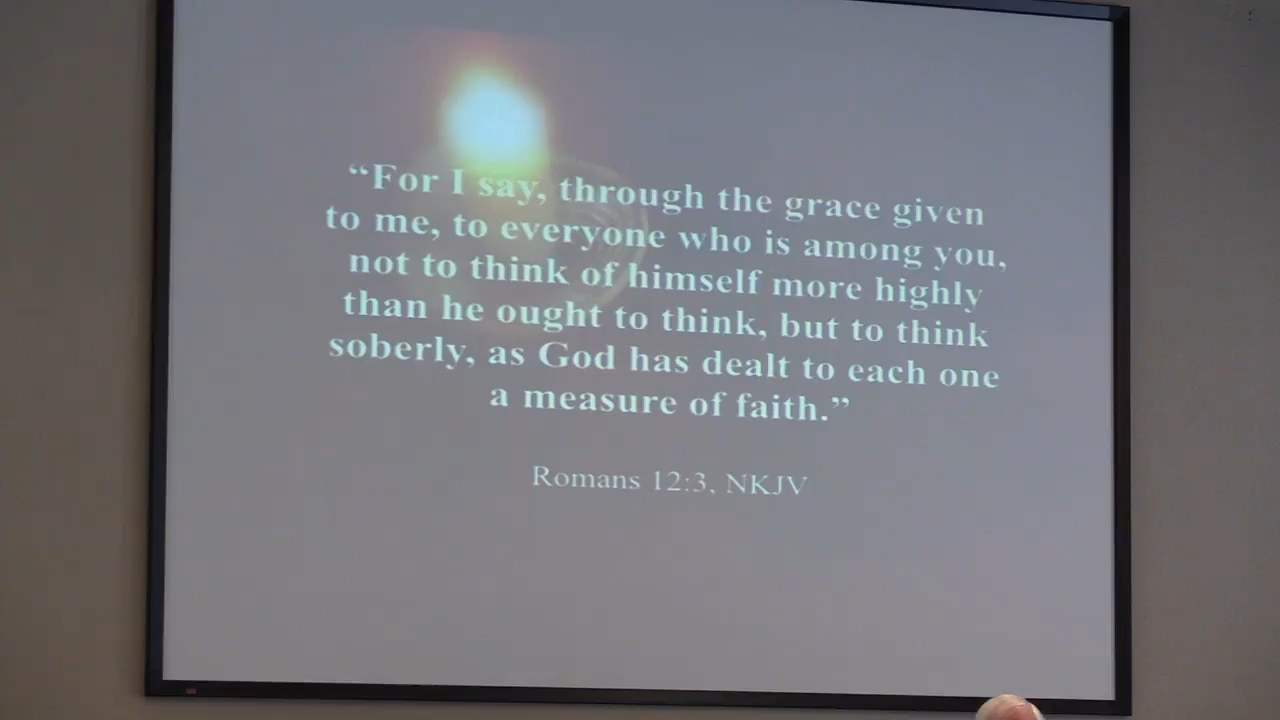 “For I say, through the grace given
to me, to everyone who is among you,
not to think of himself more highly
than he ought to think, but to think
soberly, as God has dealt to each one
a measure of faith.”
Romans 12:3, NKJV